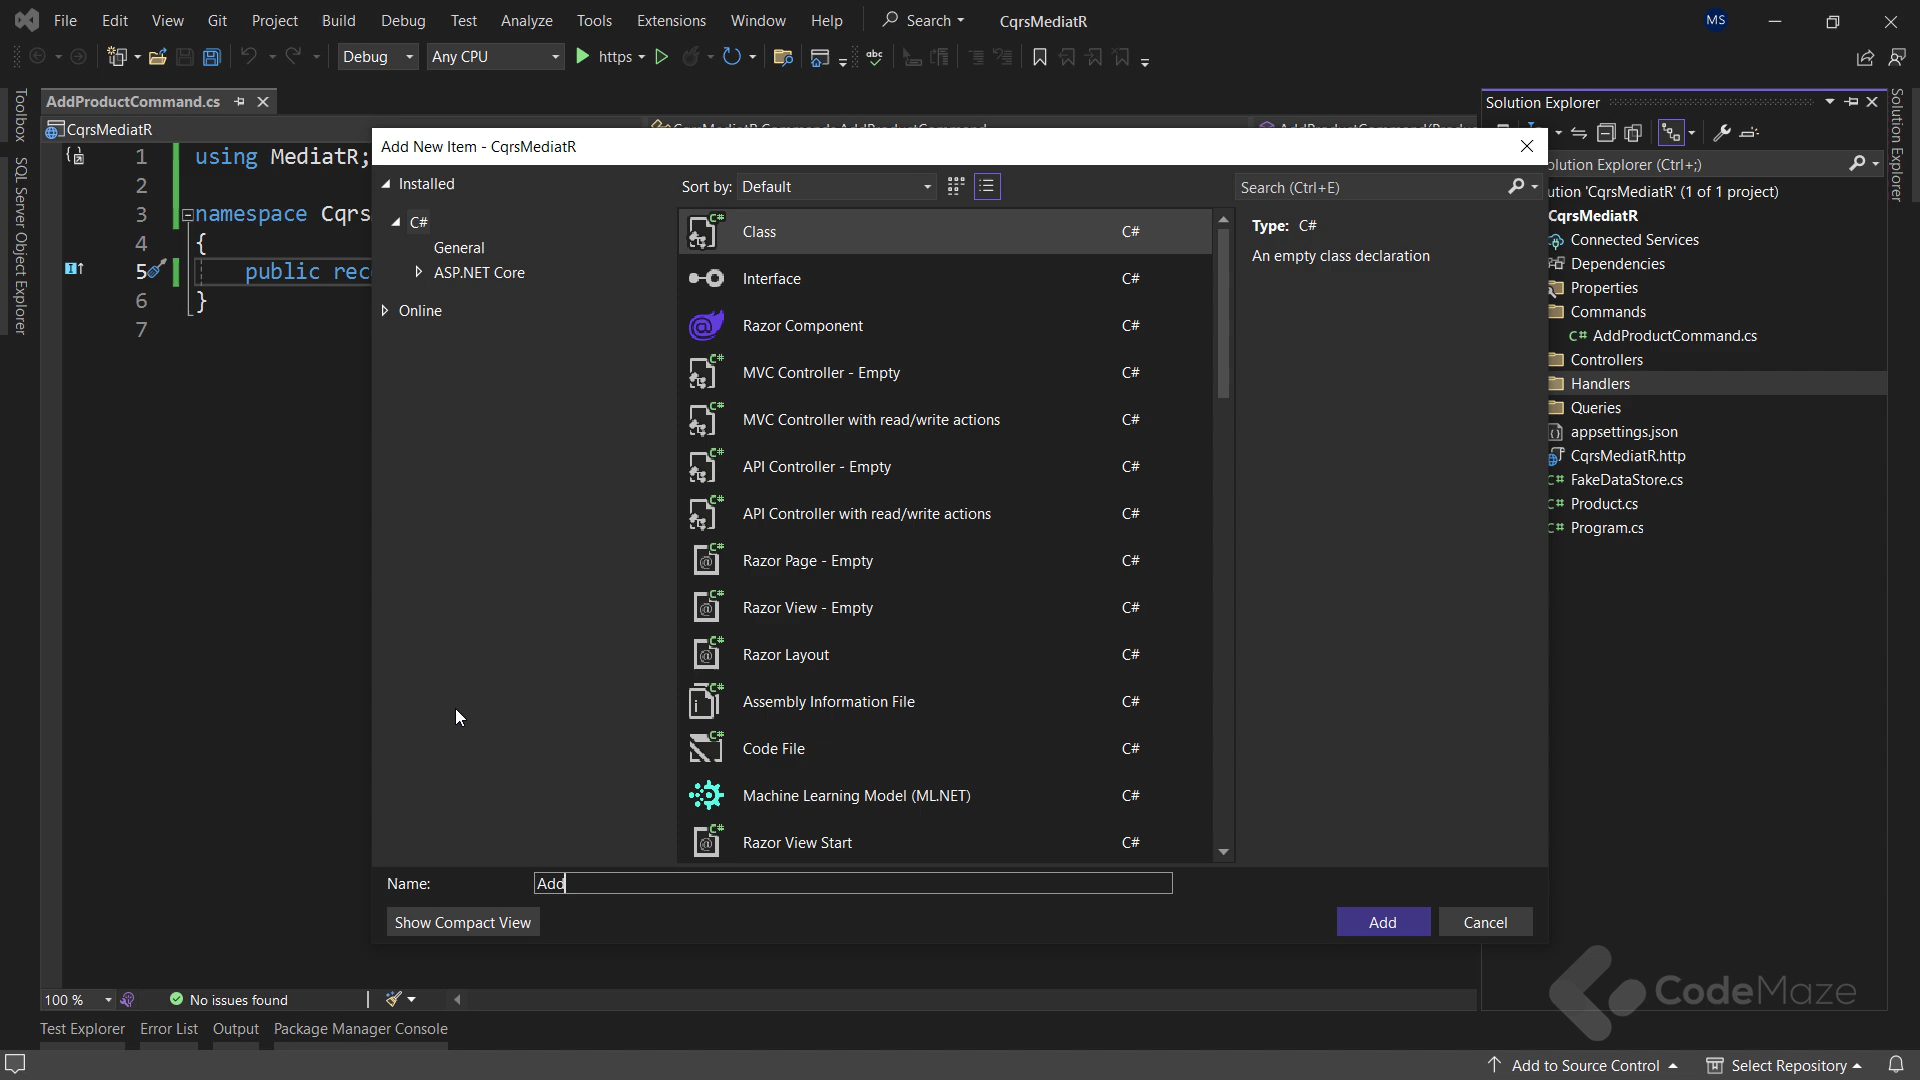 File Edit View Git Project Build Debug Test Analyze Tools Extensions Window Help Search CqrsMediatR MS
Debug Any CPU https
AddProductCommand.cs
Solution Explorer
Toolbox
SQL Server Object Explorer
Solution Explorer
CqrsMediatR
Add New Item - CqrsMediatR
1 using MediatR;
2
3 namespace Cqrs
4 {
5 public rec
6 }
7
Installed
C#
General
ASP.NET Core
Online
Sort by: Default
Search (Ctrl+E)
Class C#
Interface C#
Razor Component C#
MVC Controller - Empty C#
MVC Controller with read/write actions C#
API Controller - Empty C#
API Controller with read/write actions C#
Razor Page - Empty C#
Razor View - Empty C#
Razor Layout C#
Assembly Information File C#
Code File C#
Machine Learning Model (ML.NET) C#
Razor View Start C#
Type: C#
An empty class declaration
olution Explorer (Ctrl+;)
ution 'CqrsMediatR' (1 of 1 project)
CqrsMediatR
Connected Services
Dependencies
Properties
Commands
C# AddProductCommand.cs
Controllers
Handlers
Queries
appsettings.json
CqrsMediatR.http
FakeDataStore.cs
Product.cs
Program.cs
Name: Add
Show Compact View
Add
Cancel
CodeMaze
100 % No issues found
Test Explorer Error List Output Package Manager Console
Add to Source Control Select Repository